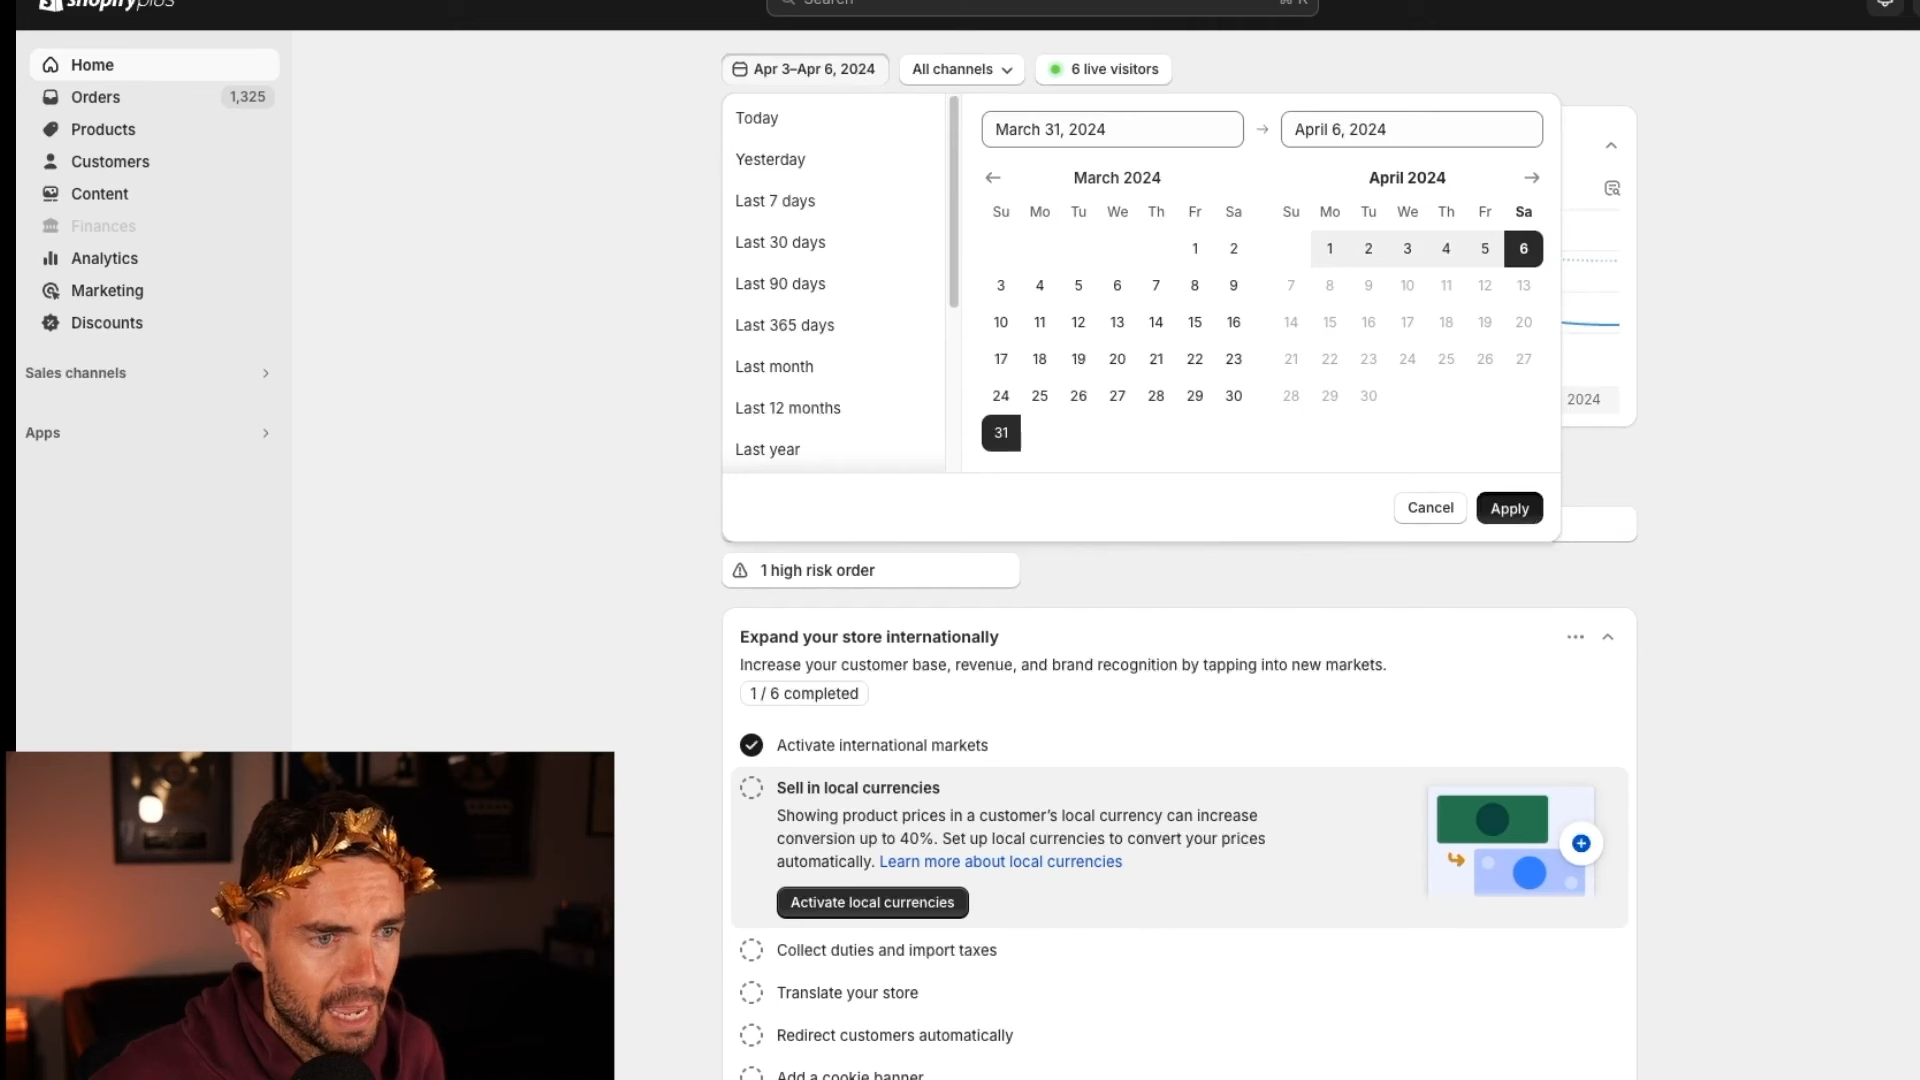 shopifyplus
Search
⌘ K
Home
Orders
1,325
Products
Customers
Content
Finances
Analytics
Marketing
Discounts
Sales channels
Apps
Apr 3–Apr 6, 2024
All channels
6 live visitors
Today
Yesterday
Last 7 days
Last 30 days
Last 90 days
Last 365 days
Last month
Last 12 months
Last year
March 31, 2024
April 6, 2024
March 2024
Su Mo Tu We Th Fr Sa
1 2
3 4 5 6 7 8 9
10 11 12 13 14 15 16
17 18 19 20 21 22 23
24 25 26 27 28 29 30
31
April 2024
Su Mo Tu We Th Fr Sa
1 2 3 4 5 6
7 8 9 10 11 12 13
14 15 16 17 18 19 20
21 22 23 24 25 26 27
28 29 30
2024
Cancel
Apply
1 high risk order
Expand your store internationally
Increase your customer base, revenue, and brand recognition by tapping into new markets.
1 / 6 completed
Activate international markets
Sell in local currencies
Showing product prices in a customer’s local currency can increase
conversion up to 40%. Set up local currencies to convert your prices
automatically. Learn more about local currencies
Activate local currencies
Collect duties and import taxes
Translate your store
Redirect customers automatically
Add a cookie banner